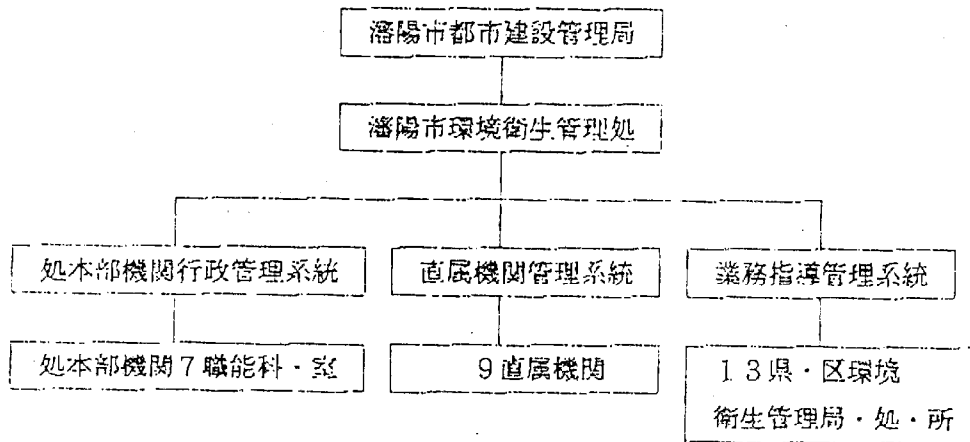 瀋陽市都市建設管理局
瀋陽市環境衛生管理処
処本部機関行政管理系統
直属機関管理系統
業務指導管理系統
処本部機関7職能科・室
9直属機関
13県・区環境
衛生管理局・処・所